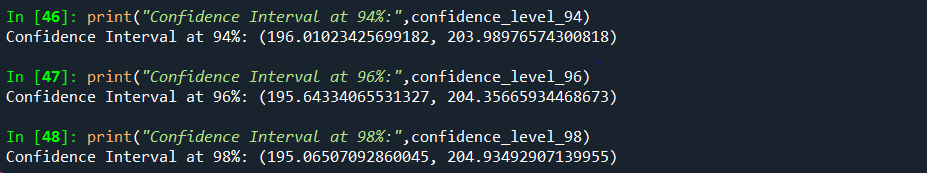 In [46]: print("Confidence Interval at 94%:",confidence_level_94)
Confidence Interval at 94%: (196.01023425699182, 203.98976574300818)
In [47]: print("Confidence Interval at 96%:",confidence_level_96)
Confidence Interval at 96%: (195.64334065531327, 204.35665934468673)
In [48]: print("Confidence Interval at 98%:",confidence_level_98)
Confidence Interval at 98%: (195.06507092860045, 204.93492907139955)